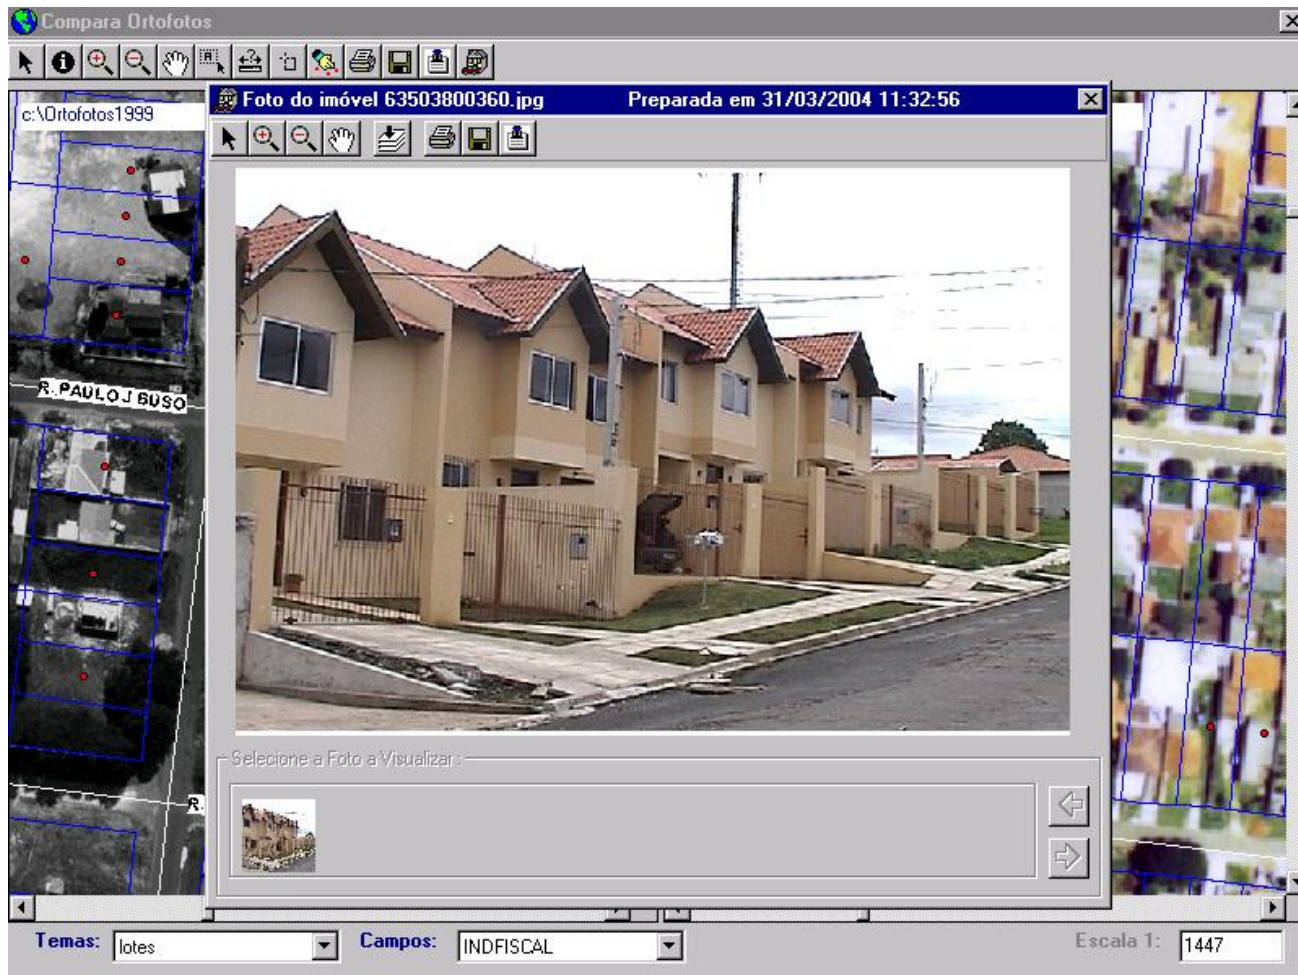 Compara Ortofotos
Foto do imóvel 63503800360.jpg Preparada em 31/03/2004 11:32:56
c:\Ortofotos1999
R. PAULO J BUSO
R.
Selecione a Foto a Visualizar :
Temas: lotes Campos: INDFISCAL Escala 1: 1447